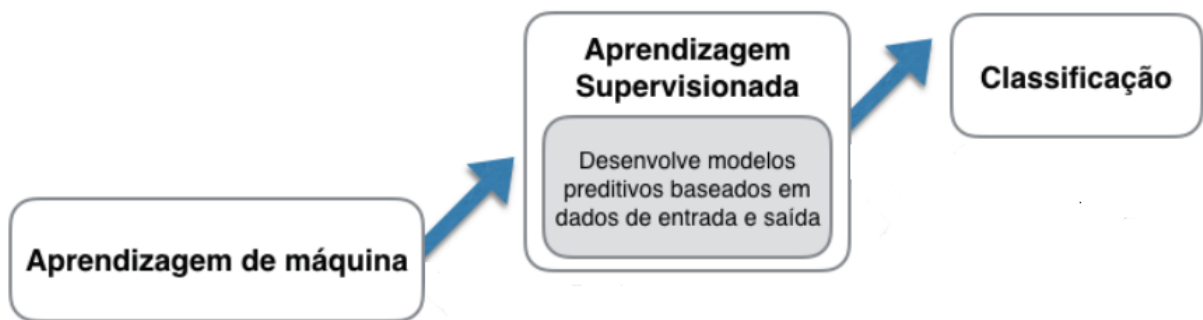 Aprendizagem
Supervisionada
Desenvolve modelos
preditivos baseados em
dados de entrada e saída
Classificação
Aprendizagem de máquina